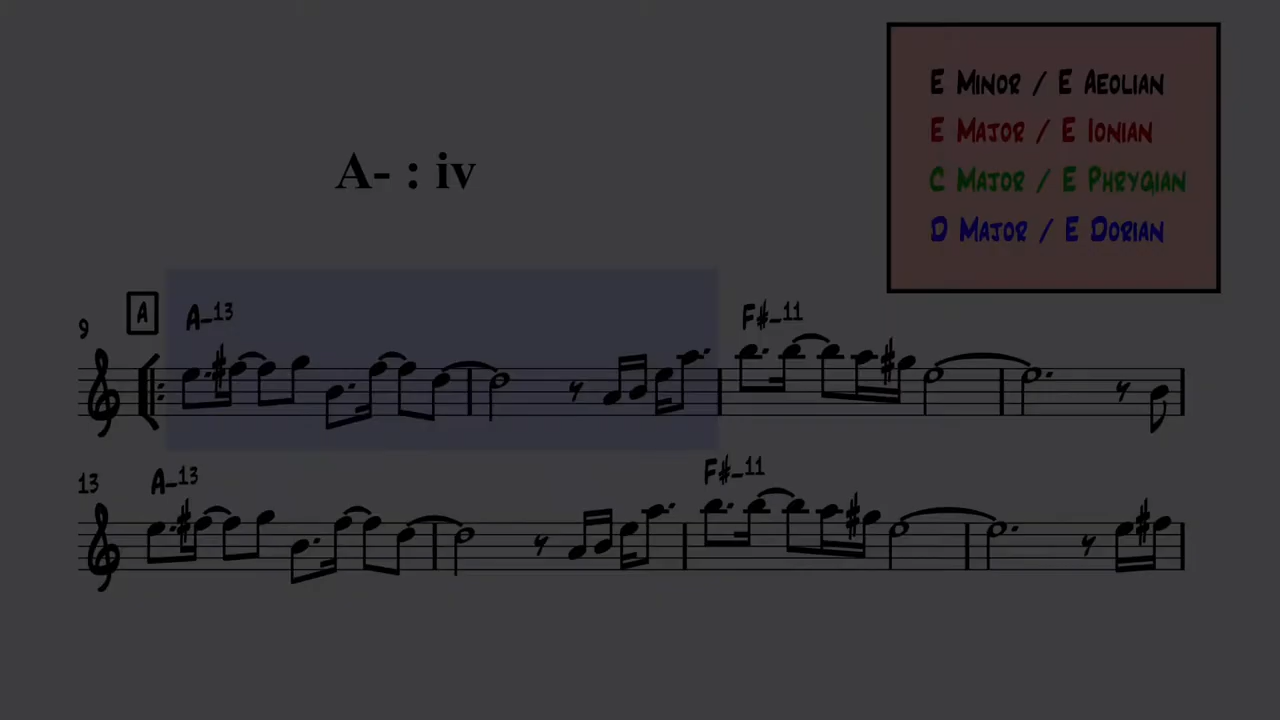 E Minor / E Aeolian
E Major / E Ionian
C Major / E Phrygian
D Major / E Dorian
A- : iv
9 A A-13 F#-11
13 A-13 F#-11